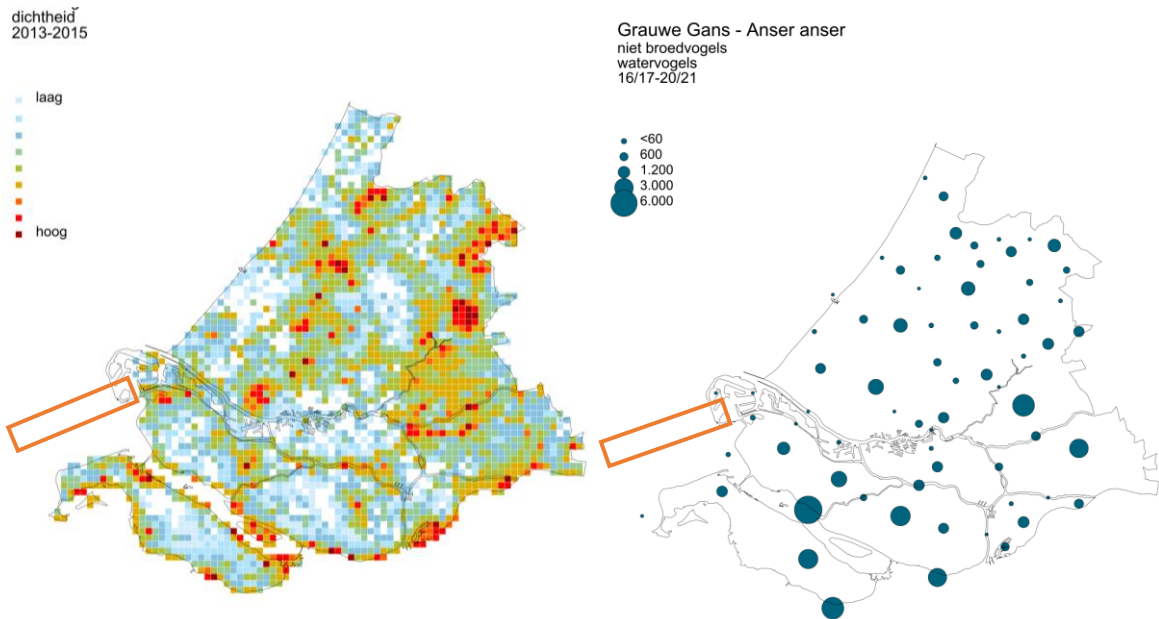 dichtheid
2013-2015
laag
hoog
Grauwe Gans - Anser anser
niet broedvogels
watervogels
16/17-20/21
<60
600
1.200
3.000
6.000